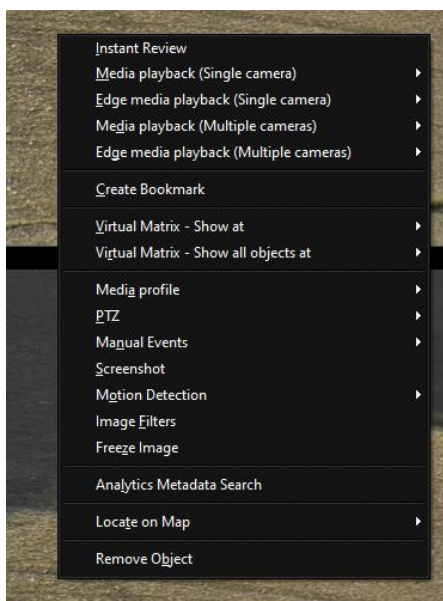 Instant Review
Media playback (Single camera)
Edge media playback (Single camera)
Media playback (Multiple cameras)
Edge media playback (Multiple cameras)
Create Bookmark
Virtual Matrix - Show at
Virtual Matrix - Show all objects at
Media profile
PTZ
Manual Events
Screenshot
Motion Detection
Image Filters
Freeze Image
Analytics Metadata Search
Locate on Map
Remove Object